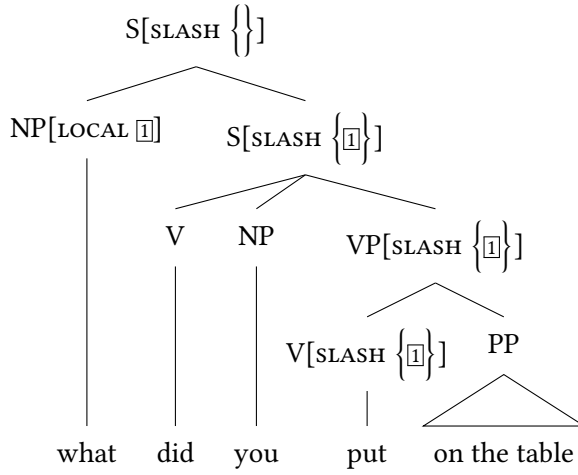 S[SLASH {}]
NP[LOCAL 1] S[SLASH {1}]
V NP VP[SLASH {1}]
V[SLASH {1}] PP
what did you put on the table